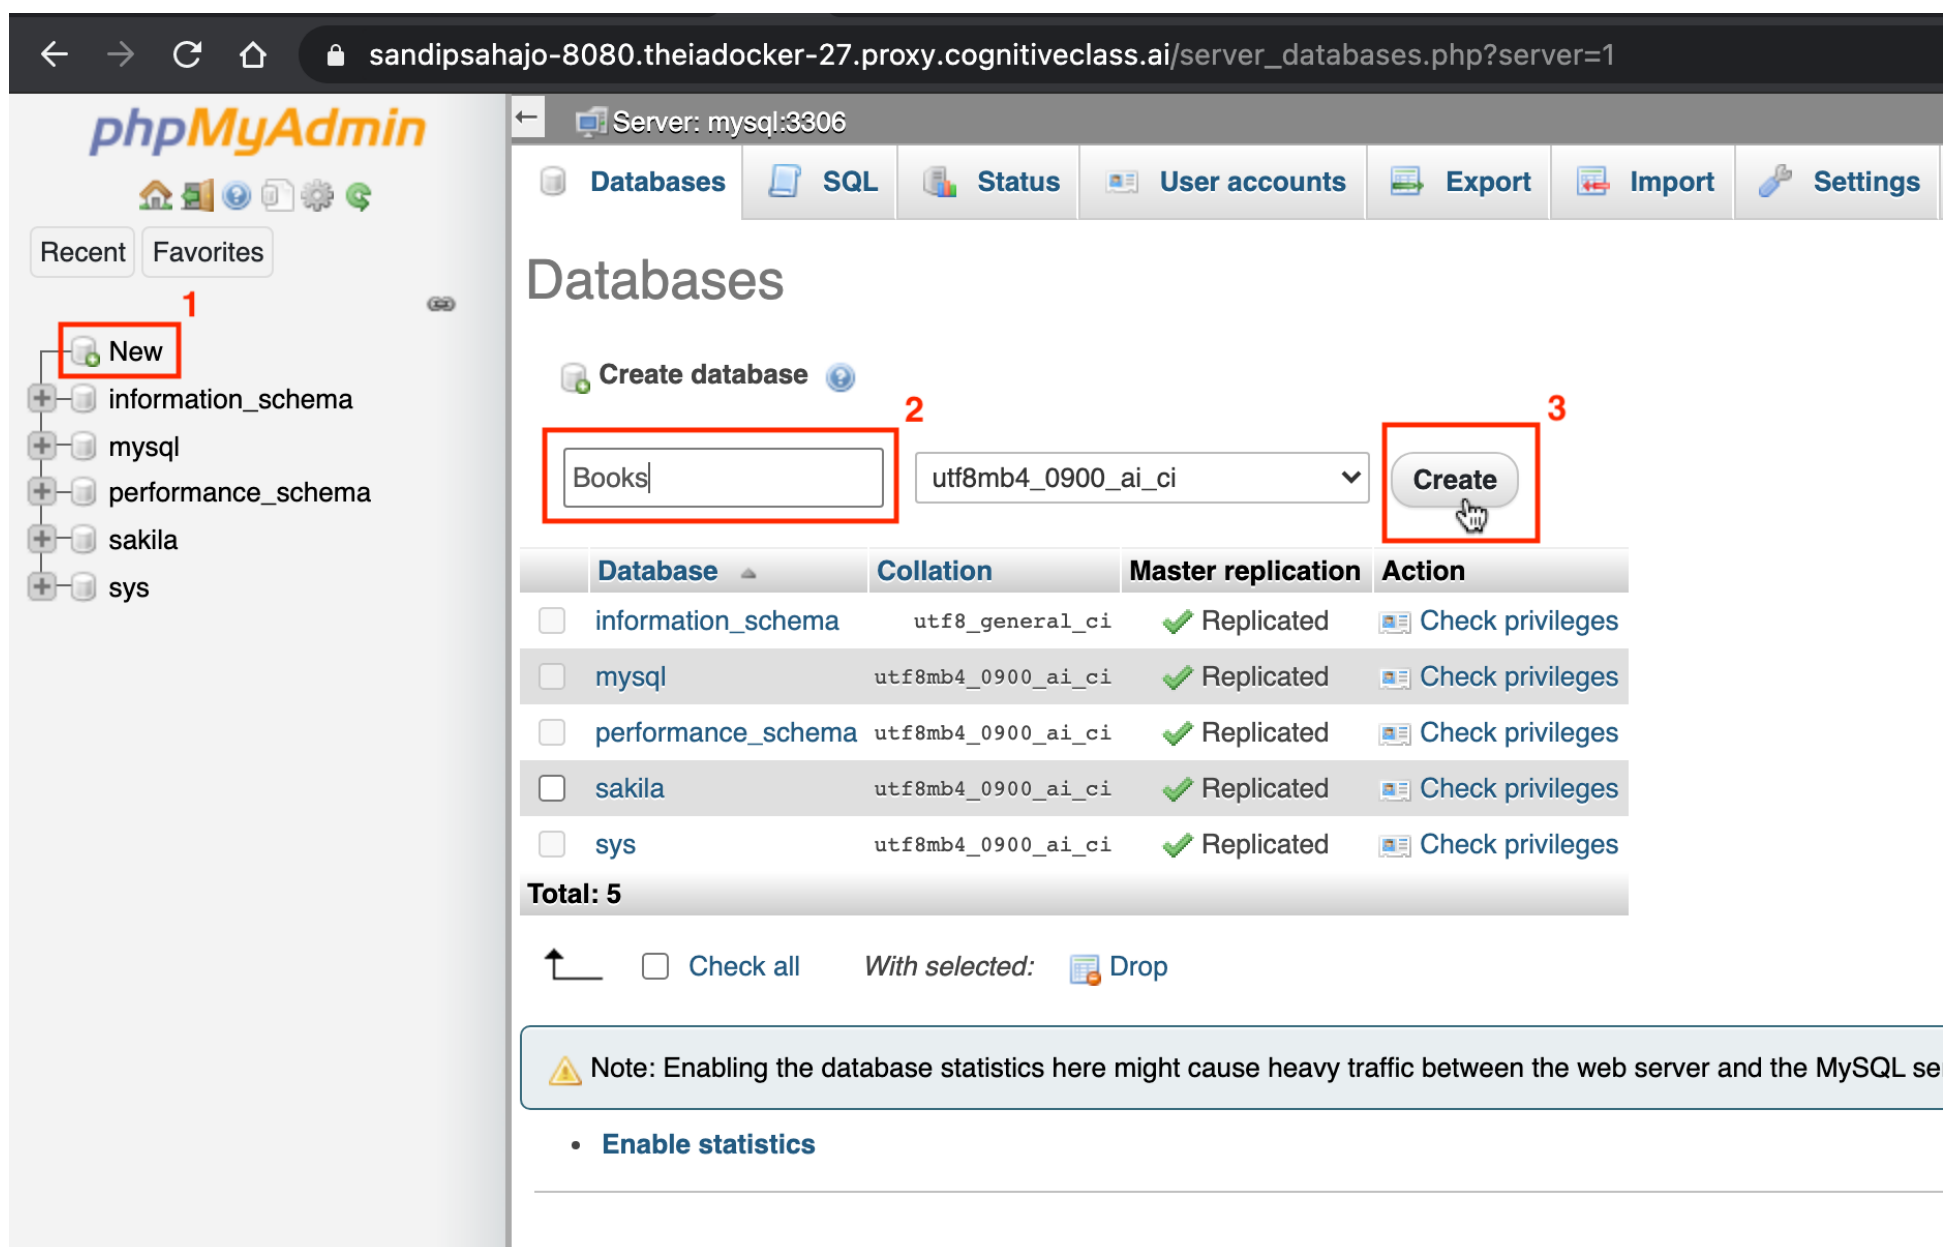 sandipsahajo-8080.theiadocker-27.proxy.cognitiveclass.ai/server_databases.php?server=1
phpMyAdmin
Recent Favorites
1
New
information_schema
mysql
performance_schema
sakila
sys
Server: mysql:3306
Databases SQL Status User accounts Export Import Settings
Databases
Create database
2
3
Books utf8mb4_0900_ai_ci Create
Database Collation Master replication Action
information_schema utf8_general_ci Replicated Check privileges
mysql utf8mb4_0900_ai_ci Replicated Check privileges
performance_schema utf8mb4_0900_ai_ci Replicated Check privileges
sakila utf8mb4_0900_ai_ci Replicated Check privileges
sys utf8mb4_0900_ai_ci Replicated Check privileges
Total: 5
Check all With selected: Drop
Note: Enabling the database statistics here might cause heavy traffic between the web server and the MySQL se
• Enable statistics